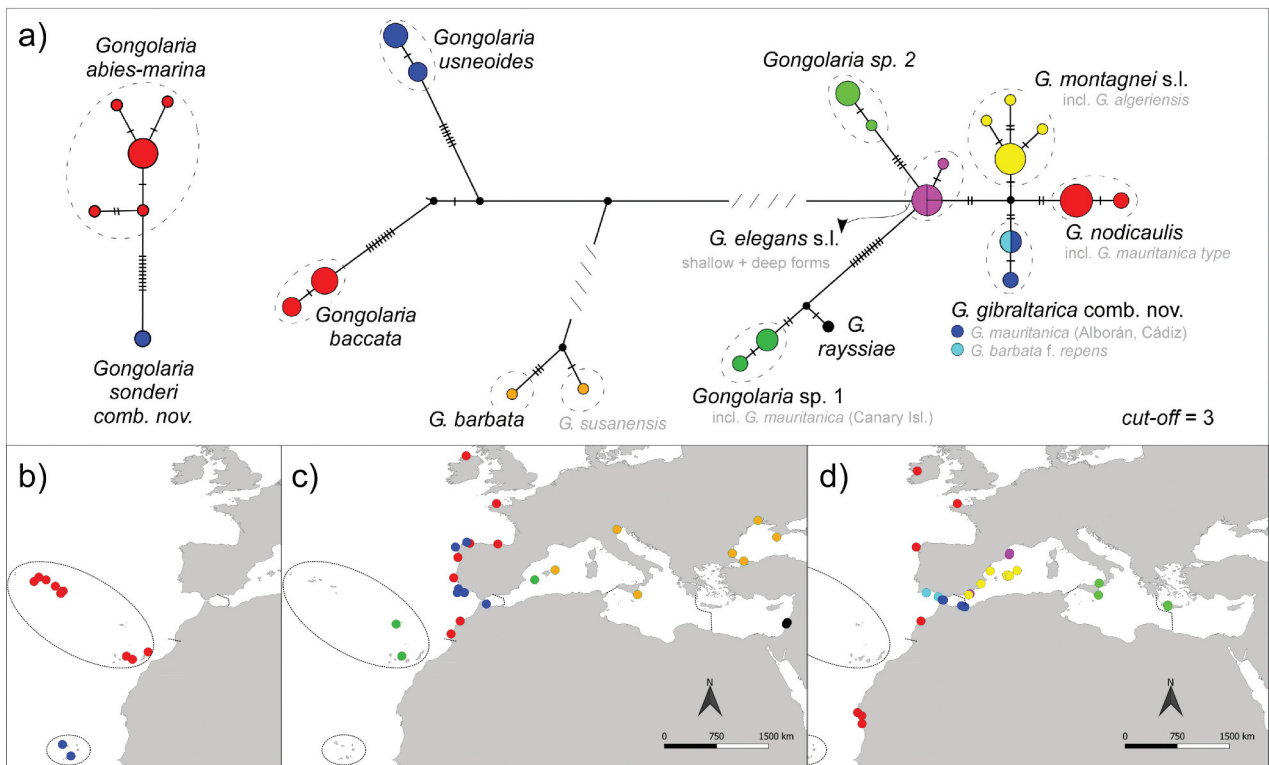 a)
Gongolaria
abies-marina
Gongolaria
sonderi
comb. nov.
Gongolaria
usneoides
Gongolaria
baccata
G. barbata
G. susanensis
Gongolaria sp. 2
G. elegans s.l.
shallow + deep forms
G. montagnei s.l.
incl. G. algeriensis
G. nodicaulis
incl. G. mauritanica type
G. gibraltarica comb. nov.
G. mauritanica (Alborán, Cádiz)
G. barbata f. repens
G.
rayssiae
Gongolaria sp. 1
incl. G. mauritanica (Canary Isl.)
cut-off = 3
b)
c)
N
0 750 1500 km
d)
N
0 750 1500 km